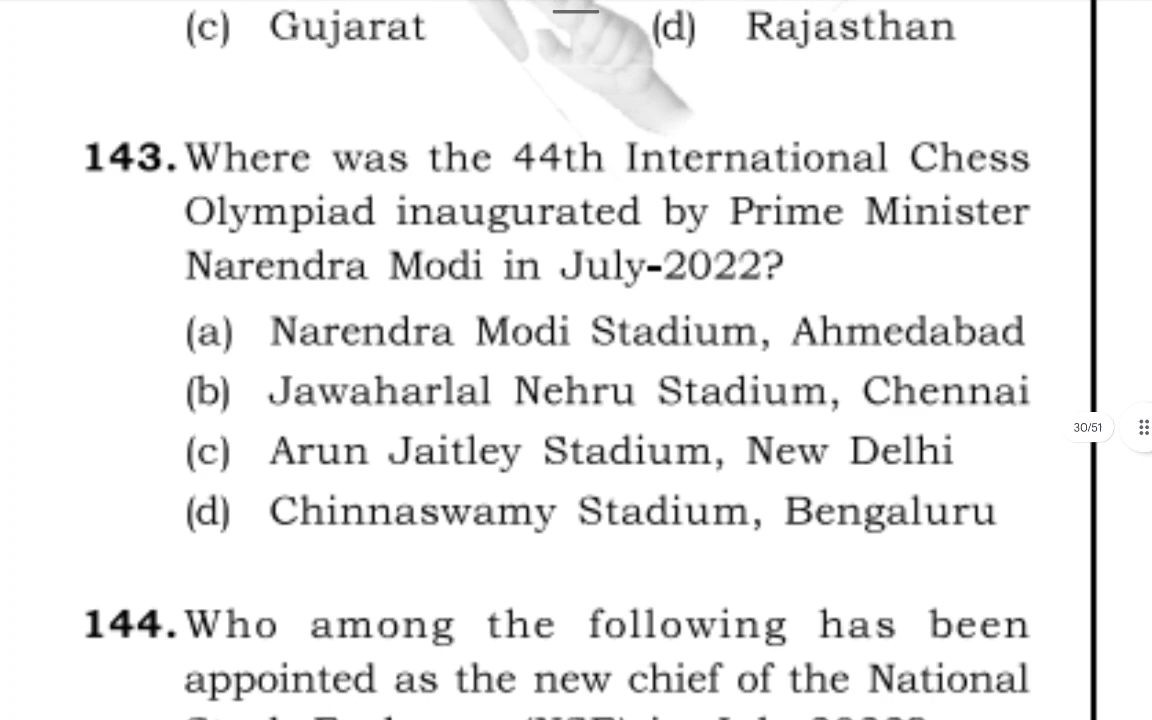 (c) Gujarat (d) Rajasthan
143. Where was the 44th International Chess
Olympiad inaugurated by Prime Minister
Narendra Modi in July-2022?
(a) Narendra Modi Stadium, Ahmedabad
(b) Jawaharlal Nehru Stadium, Chennai
(c) Arun Jaitley Stadium, New Delhi
(d) Chinnaswamy Stadium, Bengaluru
30/51
144. Who among the following has been
appointed as the new chief of the National